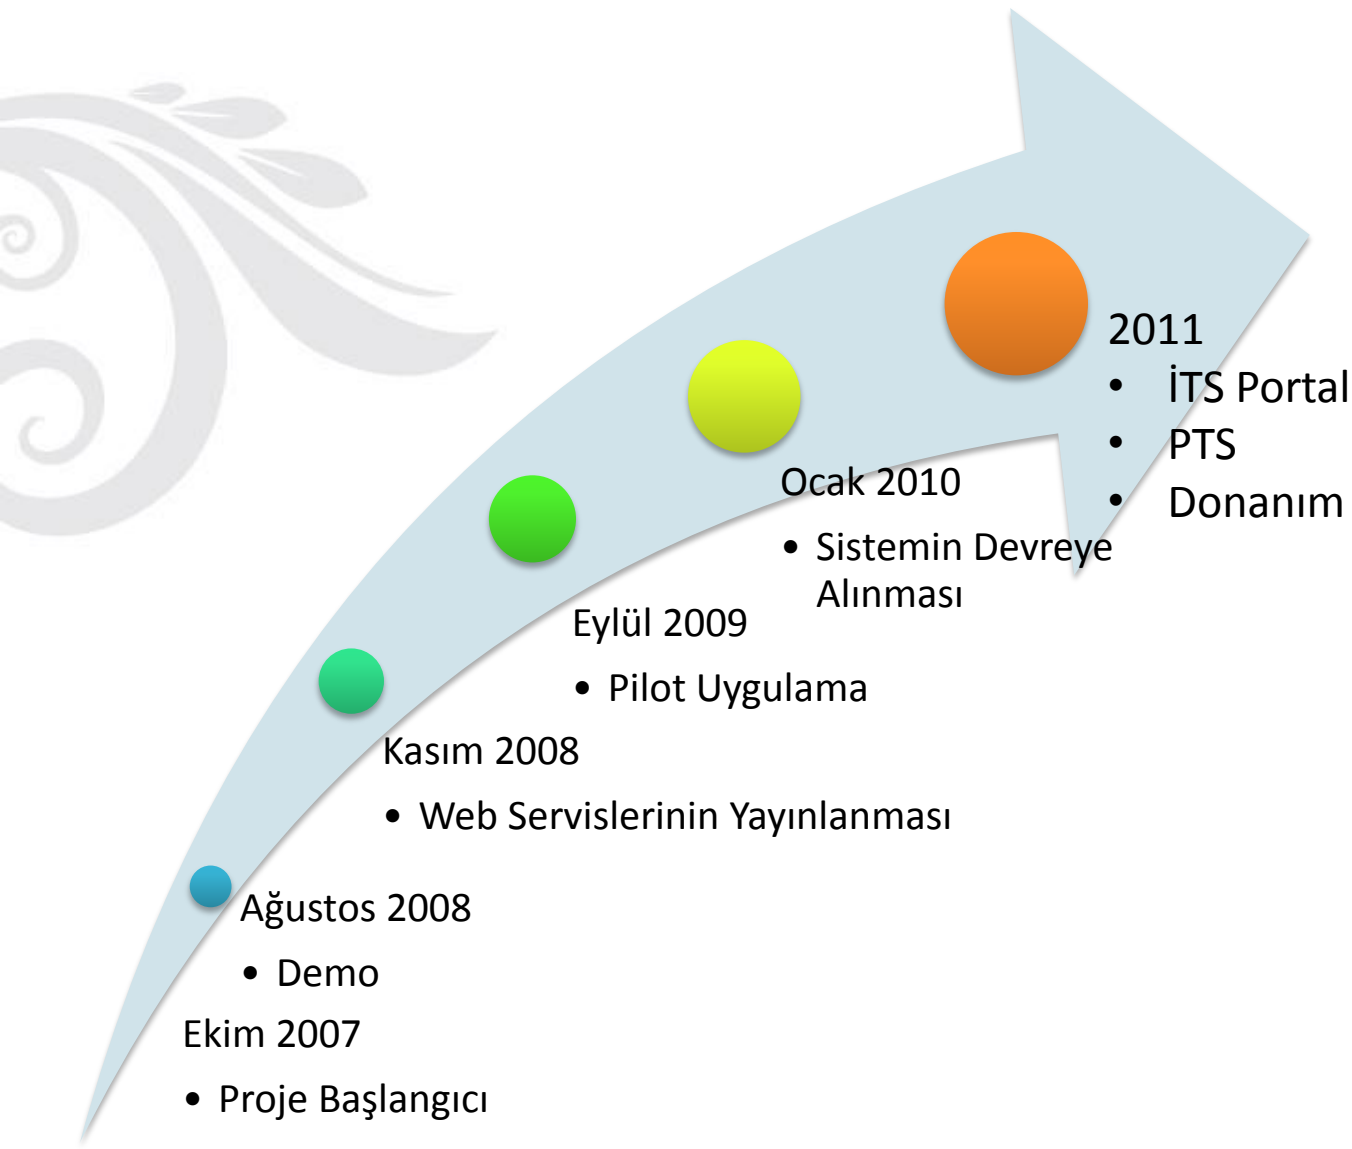 2011
• İTS Portal
• PTS
• Donanım
Ocak 2010
• Sistemin Devreye
Alınması
Eylül 2009
• Pilot Uygulama
Kasım 2008
• Web Servislerinin Yayınlanması
Ağustos 2008
• Demo
Ekim 2007
• Proje Başlangıcı